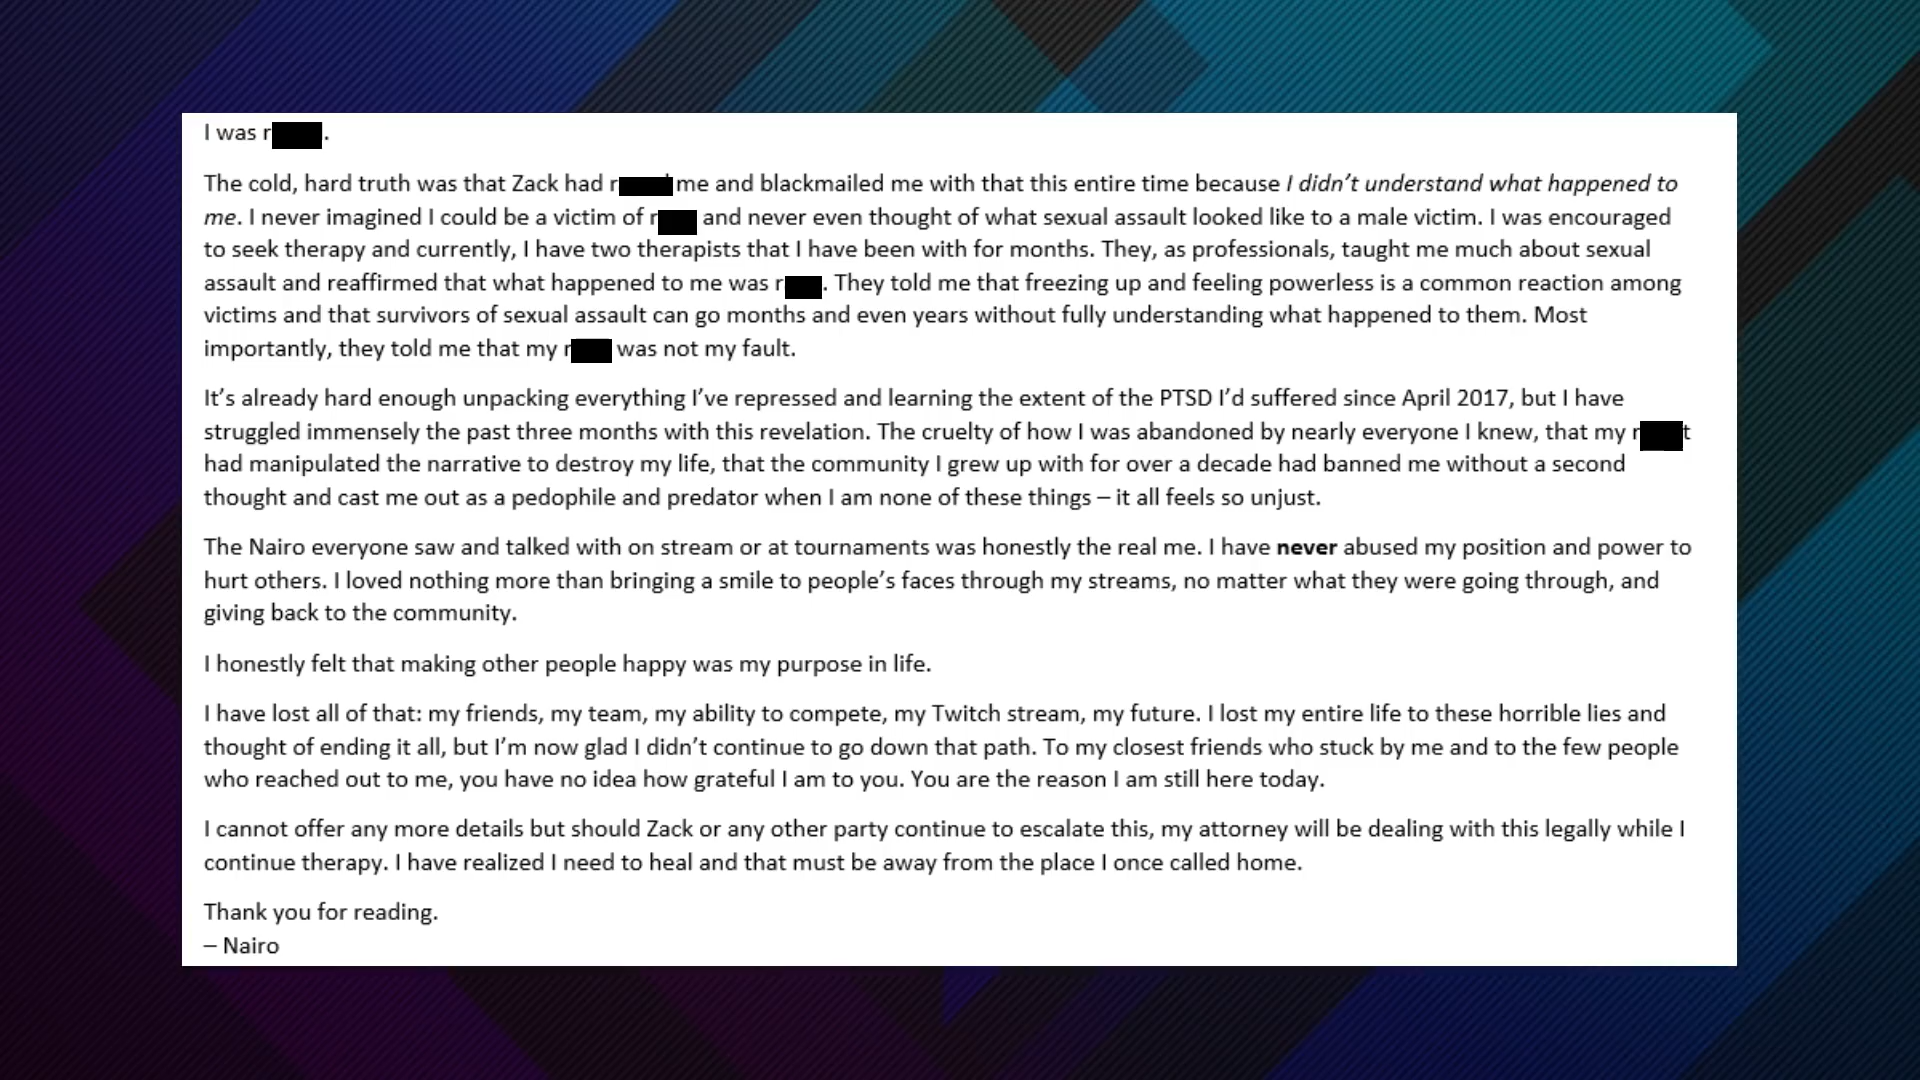 I was r.
The cold, hard truth was that Zack had r me and blackmailed me with that this entire time because I didn’t understand what happened to
me. I never imagined I could be a victim of r and never even thought of what sexual assault looked like to a male victim. I was encouraged
to seek therapy and currently, I have two therapists that I have been with for months. They, as professionals, taught me much about sexual
assault and reaffirmed that what happened to me was r. They told me that freezing up and feeling powerless is a common reaction among
victims and that survivors of sexual assault can go months and even years without fully understanding what happened to them. Most
importantly, they told me that my r was not my fault.
It’s already hard enough unpacking everything I’ve repressed and learning the extent of the PTSD I’d suffered since April 2017, but I have
struggled immensely the past three months with this revelation. The cruelty of how I was abandoned by nearly everyone I knew, that my r t
had manipulated the narrative to destroy my life, that the community I grew up with for over a decade had banned me without a second
thought and cast me out as a pedophile and predator when I am none of these things – it all feels so unjust.
The Nairo everyone saw and talked with on stream or at tournaments was honestly the real me. I have never abused my position and power to
hurt others. I loved nothing more than bringing a smile to people’s faces through my streams, no matter what they were going through, and
giving back to the community.
I honestly felt that making other people happy was my purpose in life.
I have lost all of that: my friends, my team, my ability to compete, my Twitch stream, my future. I lost my entire life to these horrible lies and
thought of ending it all, but I’m now glad I didn’t continue to go down that path. To my closest friends who stuck by me and to the few people
who reached out to me, you have no idea how grateful I am to you. You are the reason I am still here today.
I cannot offer any more details but should Zack or any other party continue to escalate this, my attorney will be dealing with this legally while I
continue therapy. I have realized I need to heal and that must be away from the place I once called home.
Thank you for reading.
– Nairo